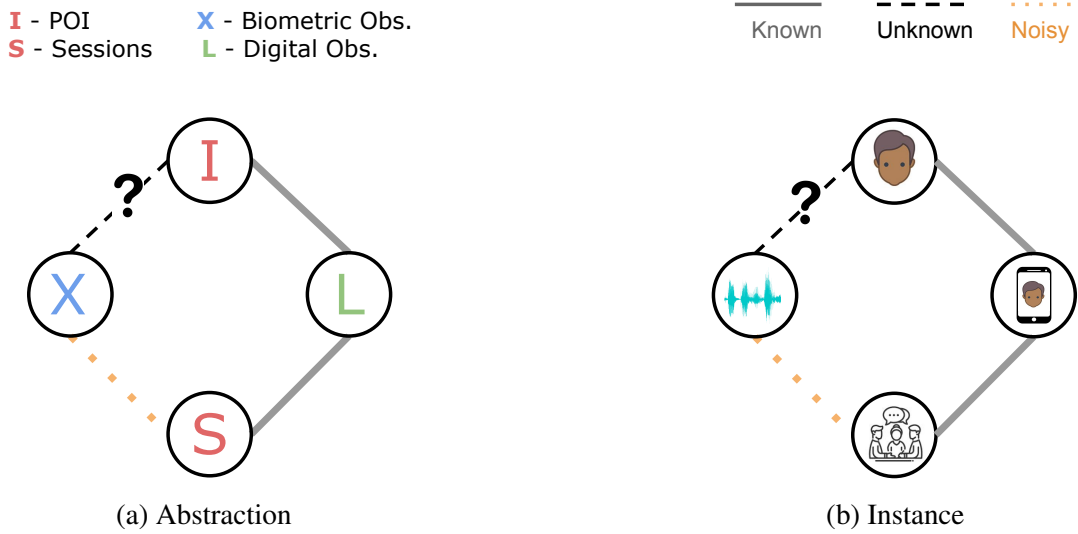 I - POI X - Biometric Obs.
S - Sessions L - Digital Obs.
Known Unknown Noisy
I
?
X
L
S
?
(a) Abstraction
(b) Instance